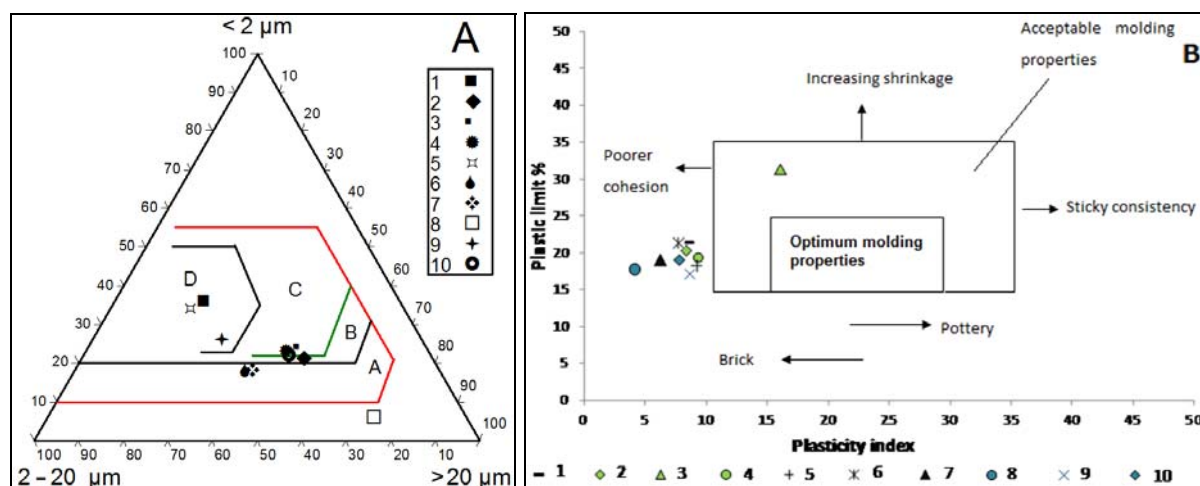 < 2 µm
A
100
90
80
70
60
50
40
30
20
10
10
20
30
40
50
60
70
80
90
100
100 90 80 70 60 50 40 30 20 10
2 – 20 µm
>20 µm
D
C
B
A
1
2
3
4
5
6
7
8
9
10
B
Plastic limit %
50
45
40
35
30
25
20
15
10
5
0
0 5 10 15 20 25 30 35 40 45 50
Plasticity index
Acceptable molding
properties
Increasing shrinkage
Poorer
cohesion
Sticky consistency
Optimum molding
properties
Pottery
Brick
1 2 3 4 5 6 7 8 9 10